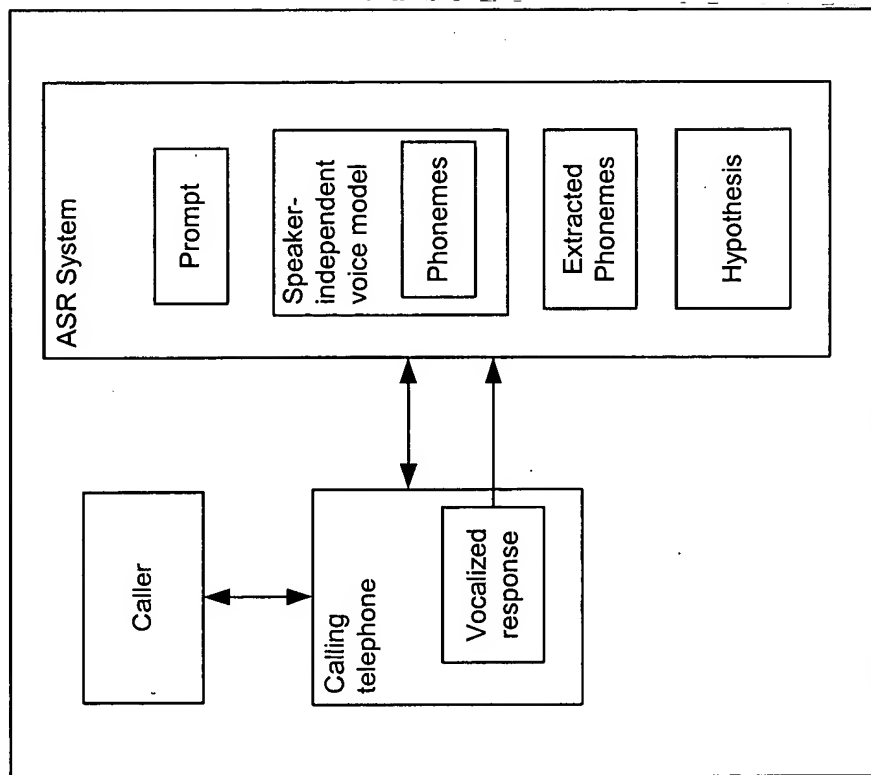 Caller
Calling
telephone
Vocalized
response
ASR System
Prompt
Speaker-
independent
voice model
Phonemes
Extracted
Phonemes
Hypothesis